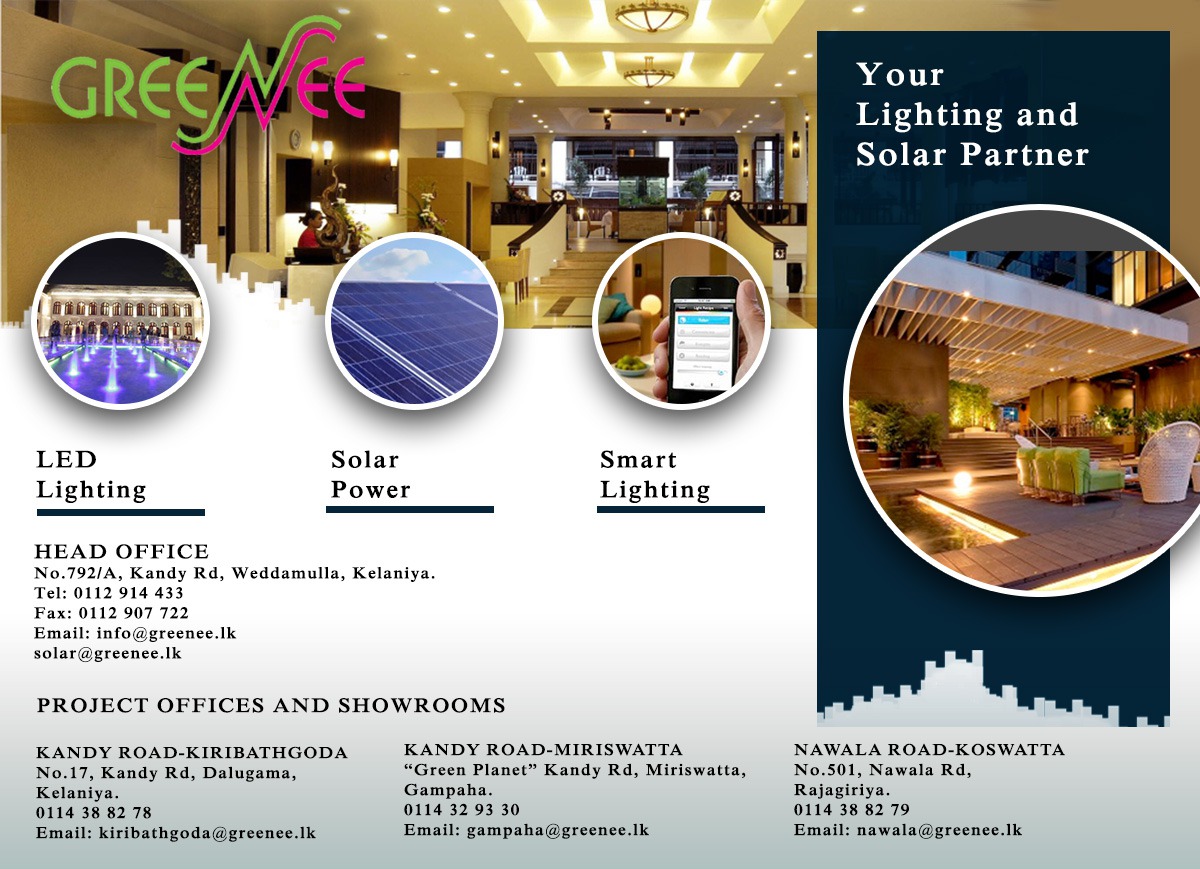 GREENEE
Your
Lighting and
Solar Partner
LED
Lighting
Solar
Power
Smart
Lighting
HEAD OFFICE
No.792/A, Kandy Rd, Weddamulla, Kelaniya.
Tel: 0112 914 433
Fax: 0112 907 722
Email: info@greenee.lk
solar@greenee.lk
PROJECT OFFICES AND SHOWROOMS
KANDY ROAD-KIRIBATHGODA
No.17, Kandy Rd, Dalugama,
Kelaniya.
0114 38 82 78
Email: kiribathgoda@greenee.lk
KANDY ROAD-MIRISWATTA
“Green Planet” Kandy Rd, Miriswatta,
Gampaha.
0114 32 93 30
Email: gampaha@greenee.lk
NAWALA ROAD-KOSWATTA
No.501, Nawala Rd,
Rajagiriya.
0114 38 82 79
Email: nawala@greenee.lk